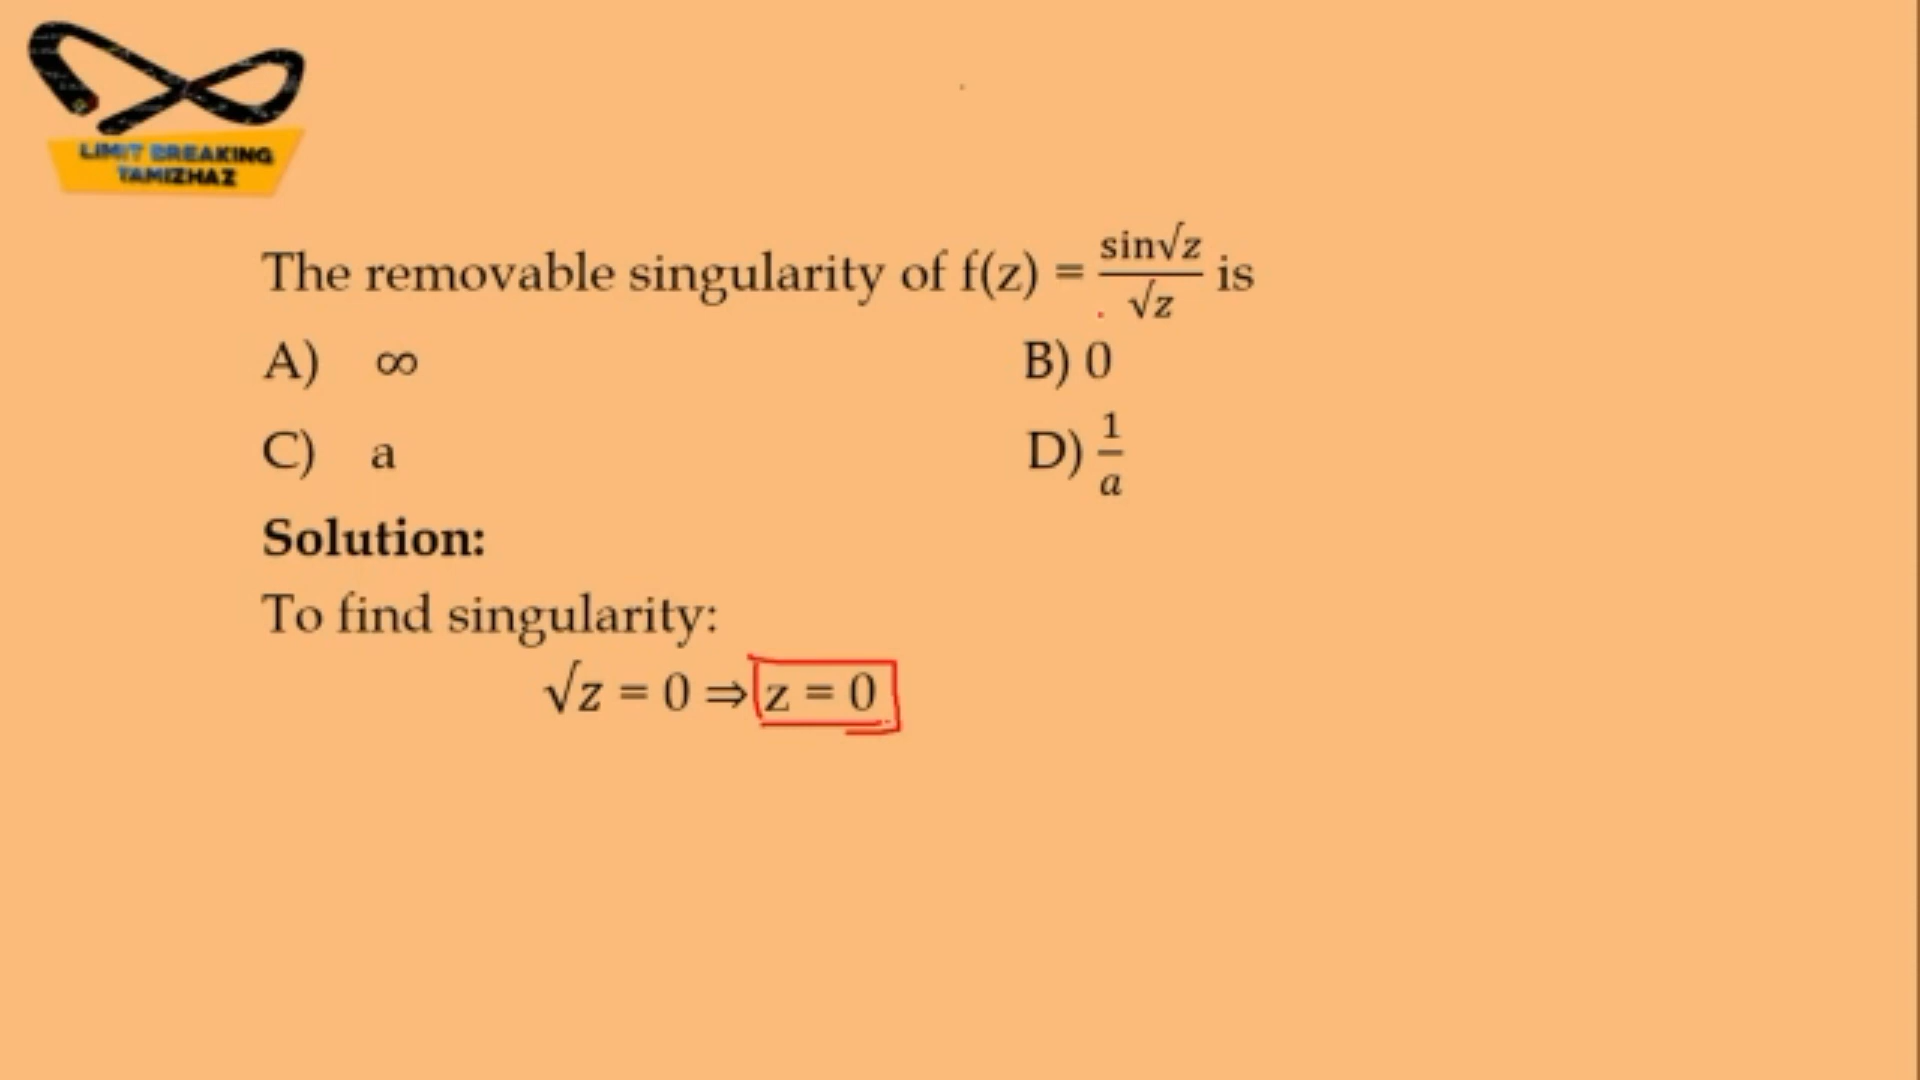 LIMIT BREAKING
TAMIZHAZ
The removable singularity of f(z) = sin√z / √z is
A) ∞ B) 0
C) a D) 1/a
Solution:
To find singularity:
√z = 0 ⇒ z = 0